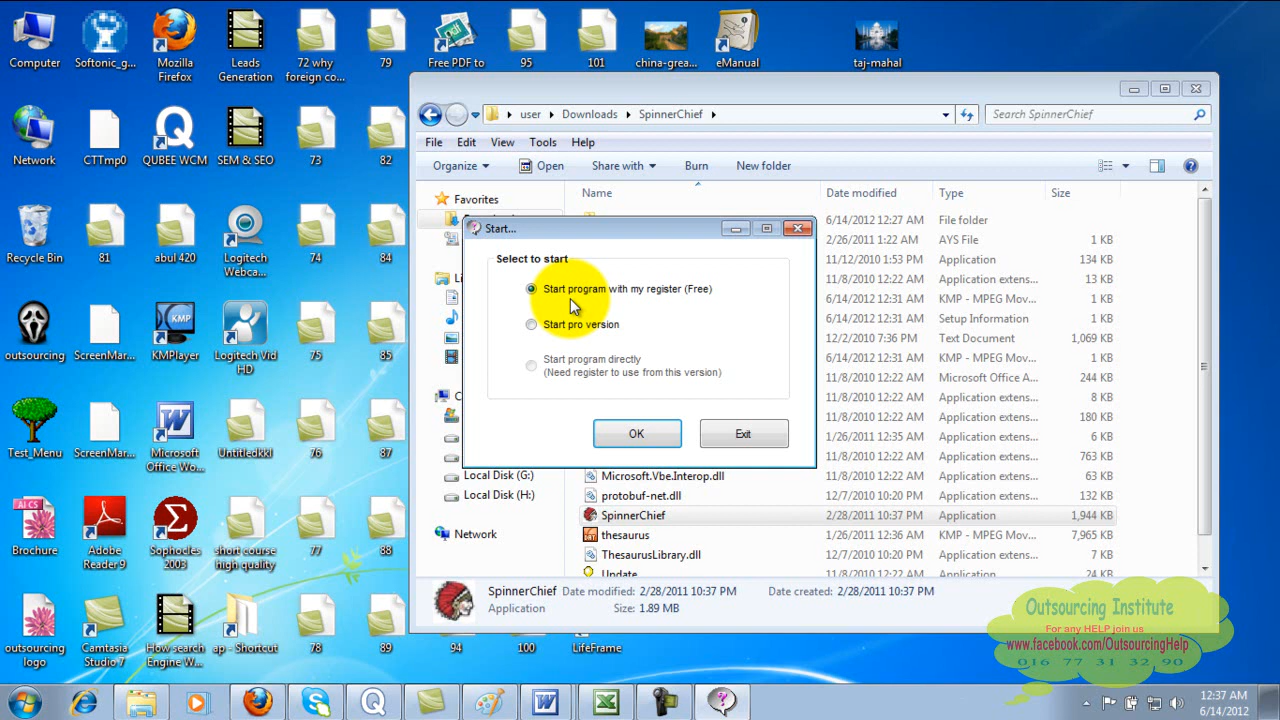 Computer
Softonic_g...
Mozilla
Firefox
Leads
Generation
72 why
foreign co...
79
Free PDF to
95
101
china-grea...
eManual
taj-mahal
Network
CTTmp0
QUBEE WCM
SEM & SEO
73
82
Recycle Bin
81
abul 420
Logitech
Webca...
74
84
outsourcing
ScreenMar...
KMPlayer
Logitech Vid
HD
75
85
Test_Menu
ScreenMar...
Microsoft
Office Wo...
Untitledkkl
76
87
Brochure
Adobe
Reader 9
Sophocles
2003
short course
high quality
77
88
outsourcing
logo
Camtasia
Studio 7
How search
Engine W...
ap - Shortcut
78
89
94
100
LifeFrame
user
Downloads
SpinnerChief
Search SpinnerChief
File Edit View Tools Help
Organize Open Share with Burn New folder
Favorites
Name Date modified Type Size
6/14/2012 12:27 AM File folder
2/26/2011 1:22 AM AYS File 1 KB
11/12/2010 1:53 PM Application 134 KB
11/8/2010 12:22 AM Application extens... 13 KB
6/14/2012 12:31 AM KMP - MPEG Mov... 1 KB
6/14/2012 12:31 AM Setup Information 1 KB
12/2/2010 7:36 PM Text Document 1,069 KB
6/14/2012 12:31 AM KMP - MPEG Mov... 1 KB
11/8/2010 12:22 AM Microsoft Office A... 244 KB
11/8/2010 12:22 AM Application extens... 8 KB
11/8/2010 12:22 AM Application extens... 180 KB
1/26/2011 12:35 AM Application extens... 6 KB
11/8/2010 12:22 AM Application extens... 763 KB
Local Disk (G:)
Microsoft.Vbe.Interop.dll 11/8/2010 12:22 AM Application extens... 63 KB
Local Disk (H:)
protobuf-net.dll 12/7/2010 10:20 PM Application extens... 132 KB
SpinnerChief 2/28/2011 10:37 PM Application 1,944 KB
Network
thesaurus 1/26/2011 12:36 AM KMP - MPEG Mov... 7,965 KB
ThesaurusLibrary.dll 12/7/2010 10:20 PM Application extens... 7 KB
Update 11/8/2010 12:22 AM Application 24 KB
Start...
Select to start
Start program with my register (Free)
Start pro version
Start program directly
(Need register to use from this version)
OK
Exit
SpinnerChief Date modified: 2/28/2011 10:37 PM Date created: 2/28/2011 10:37 PM
Application Size: 1.89 MB
Outsourcing Institute
For any HELP join us
www.facebook.com/OutsourcingHelp
016 77 31 32 90
12:37 AM
6/14/2012